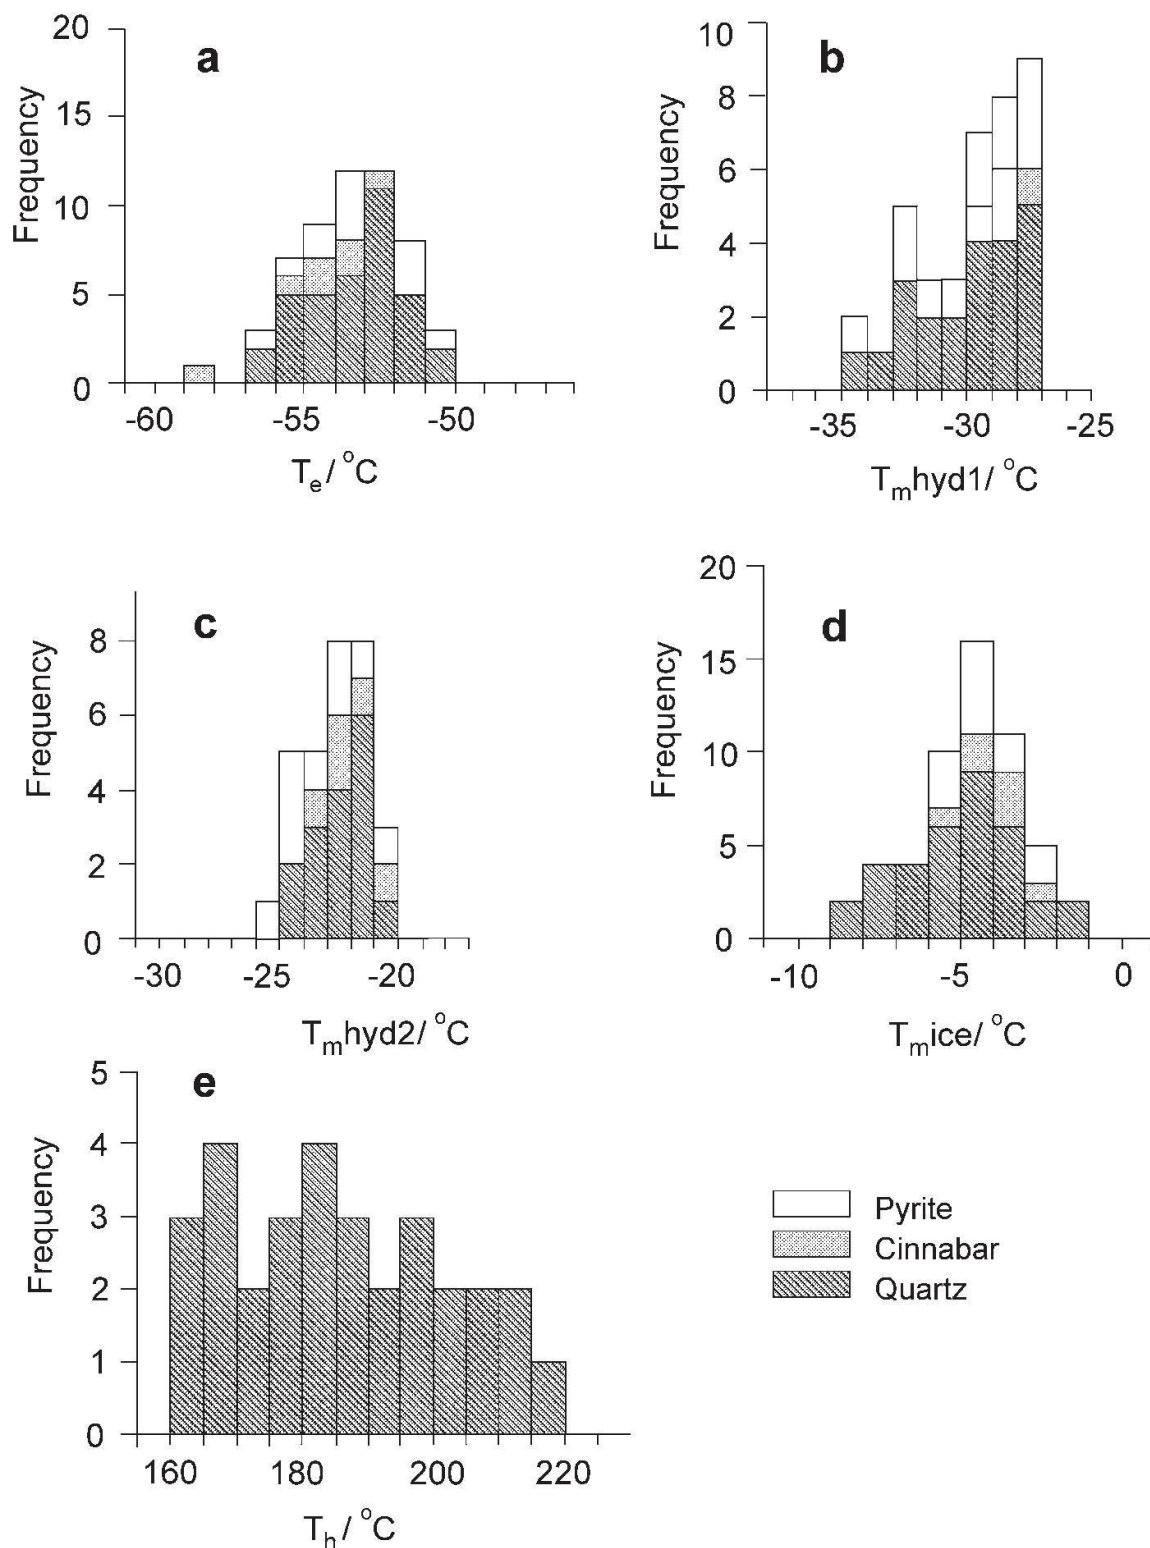 a
Frequency
20
15
10
5
0
-60 -55 -50
Te/ °C
b
Frequency
10
8
6
4
2
0
-35 -30 -25
Tmhyd1/ °C
c
Frequency
8
6
4
2
0
-30 -25 -20
Tmhyd2/ °C
d
Frequency
20
15
10
5
0
-10 -5 0
Tmice/ °C
e
Frequency
5
4
3
2
1
0
160 180 200 220
Th/ °C
Pyrite
Cinnabar
Quartz